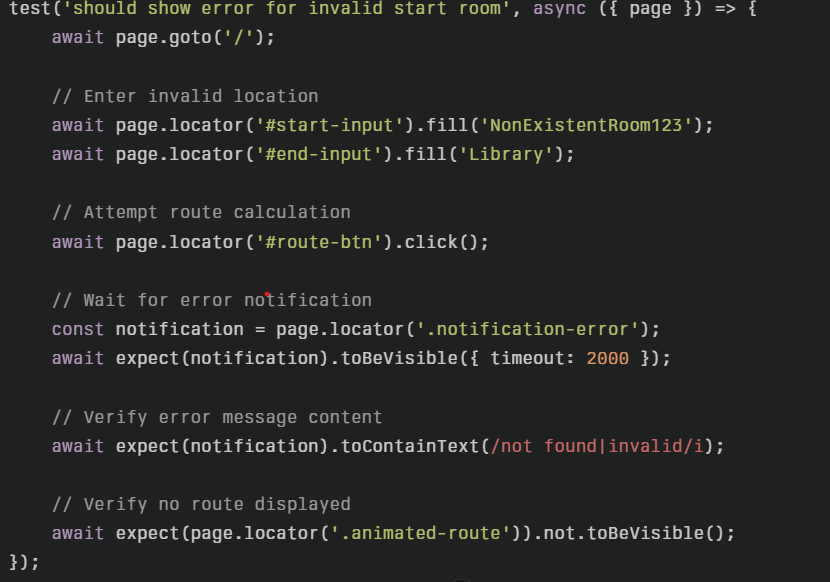 test('should show error for invalid start room', async ({ page }) => {
    await page.goto('/');

    // Enter invalid location
    await page.locator('#start-input').fill('NonExistentRoom123');
    await page.locator('#end-input').fill('Library');

    // Attempt route calculation
    await page.locator('#route-btn').click();

    // Wait for error notification
    const notification = page.locator('.notification-error');
    await expect(notification).toBeVisible({ timeout: 2000 });

    // Verify error message content
    await expect(notification).toContainText(/not found|invalid/i);

    // Verify no route displayed
    await expect(page.locator('.animated-route')).not.toBeVisible();
});